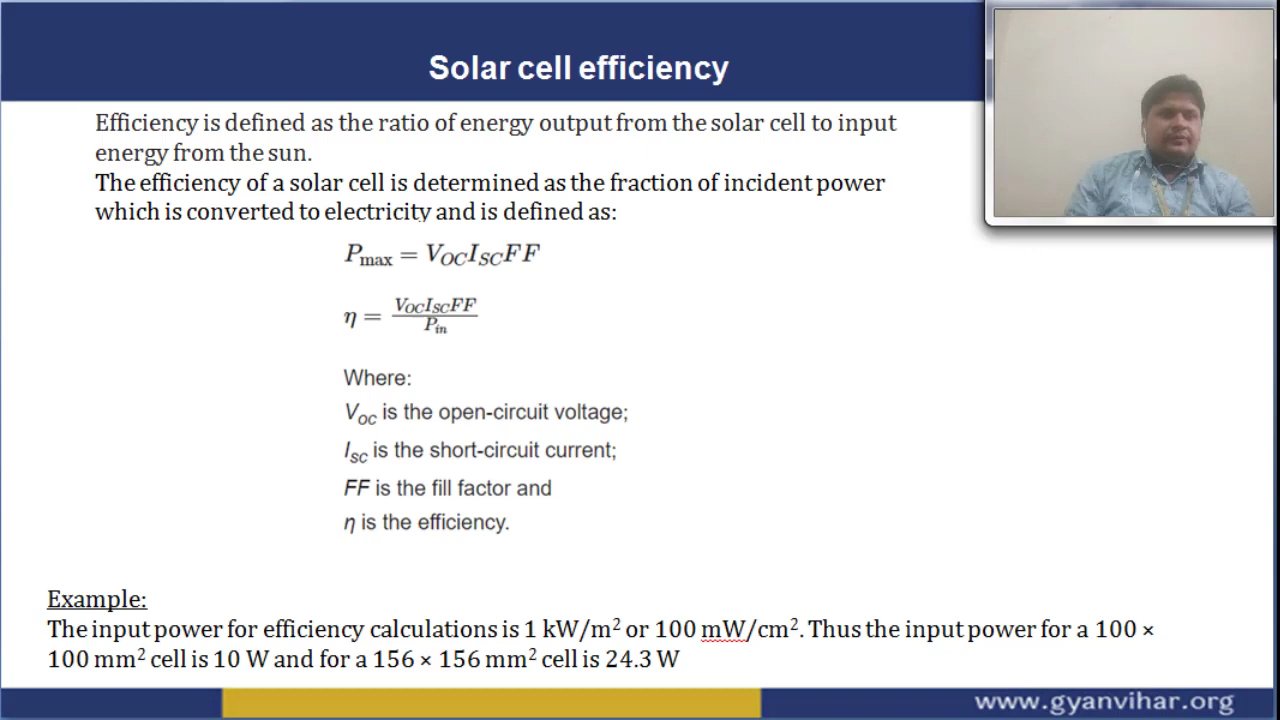 Solar cell efficiency
Efficiency is defined as the ratio of energy output from the solar cell to input
energy from the sun.
The efficiency of a solar cell is determined as the fraction of incident power
which is converted to electricity and is defined as:
P_max = V_OC I_SC FF
η = V_OC I_SC FF / P_in
Where:
V_oc is the open-circuit voltage;
I_sc is the short-circuit current;
FF is the fill factor and
η is the efficiency.
Example:
The input power for efficiency calculations is 1 kW/m² or 100 mW/cm². Thus the input power for a 100 ×
100 mm² cell is 10 W and for a 156 × 156 mm² cell is 24.3 W
www.gyanvihar.org